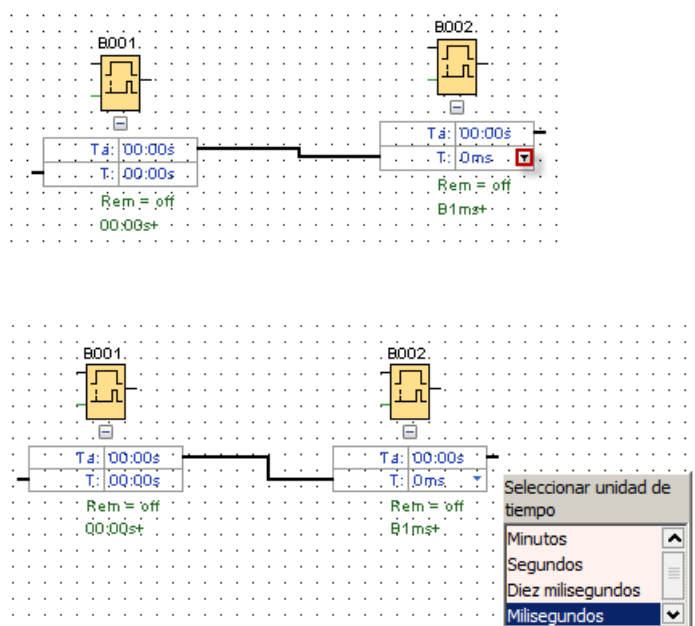 B001
B002
Ta: 00:00s
T: 00:00s
Rem = off
00:00s+
Ta: 00:00s
T: 0ms
Rem = off
B1ms+
B001
B002
Ta: 00:00s
T: 00:00s
Rem = off
00:00s+
Ta: 00:00s
T: 0ms
Rem = off
B1ms+
Seleccionar unidad de
tiempo
Minutos
Segundos
Diez milisegundos
Milisegundos